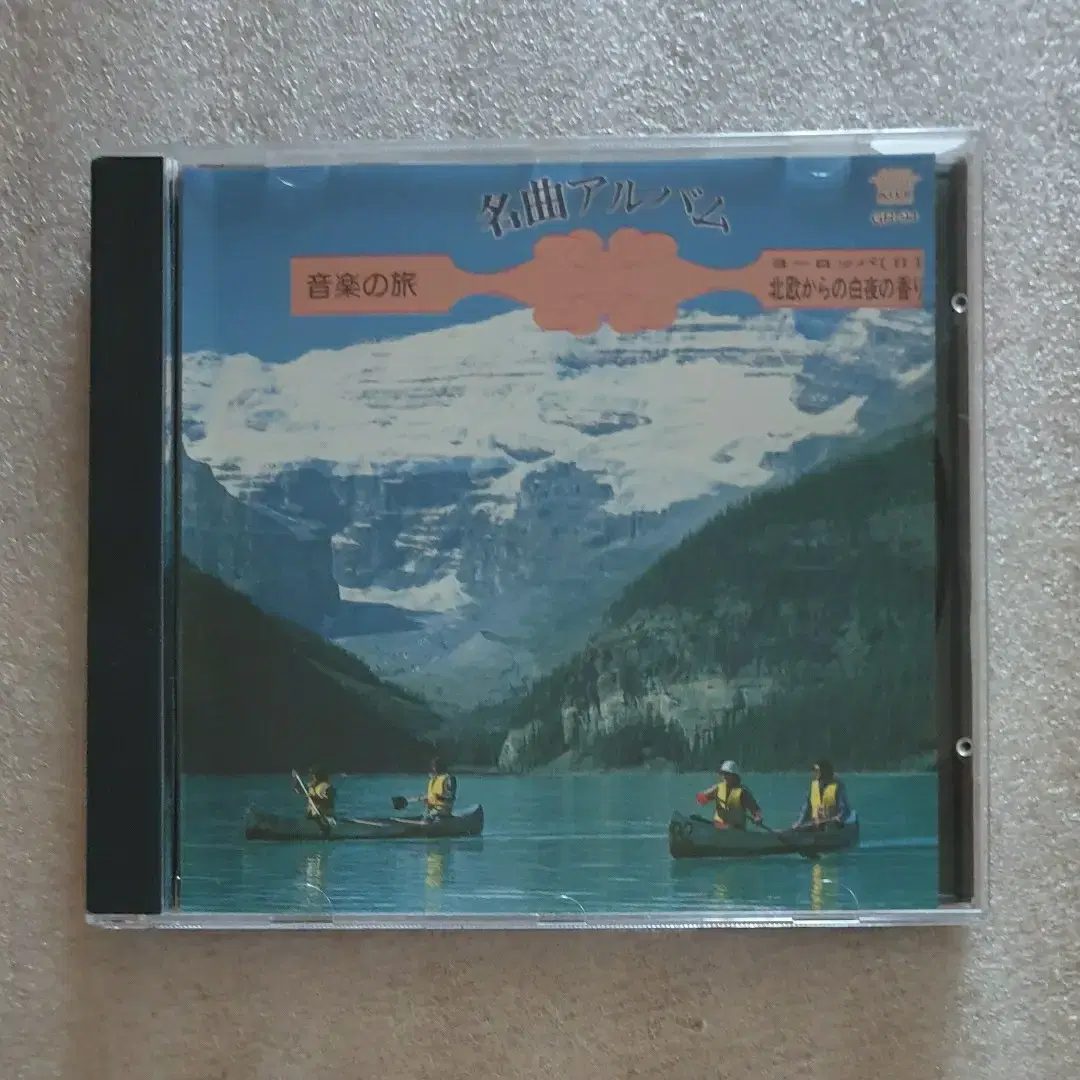 名曲アルバム
音楽の旅
ヨーロッパ〔II〕
北欧からの白夜の香り